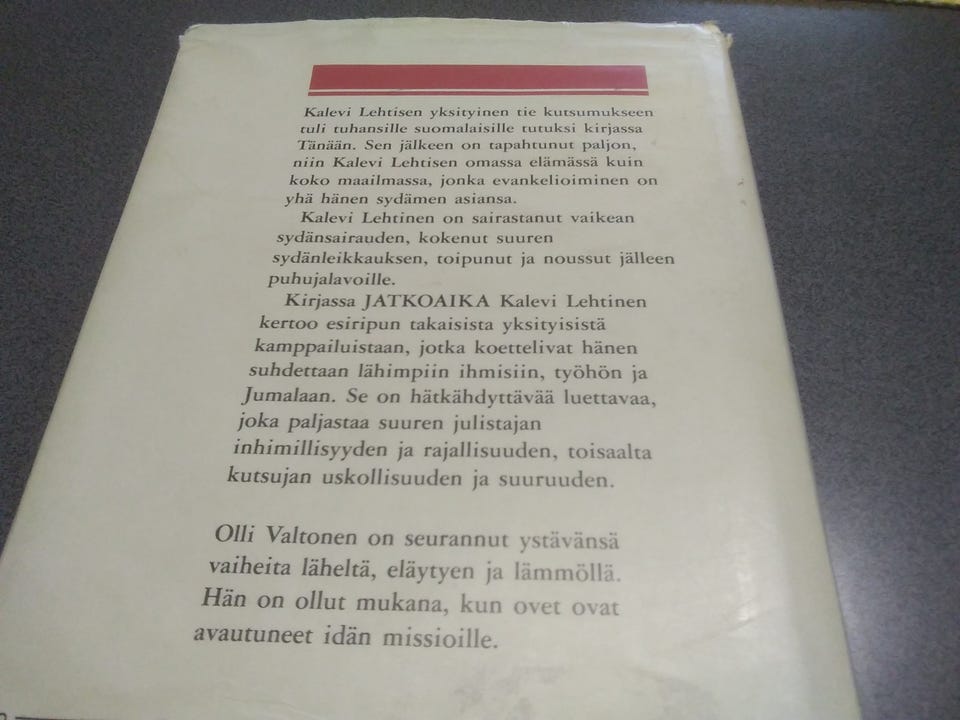 Kalevi Lehtisen yksityinen tie kutsumukseen
tuli tuhansille suomalaisille tutuksi kirjassa
Tänään. Sen jälkeen on tapahtunut paljon,
niin Kalevi Lehtisen omassa elämässä kuin
koko maailmassa, jonka evankelioiminen on
yhä hänen sydämen asiansa.
Kalevi Lehtinen on sairastanut vaikean
sydänsairauden, kokenut suuren
sydänleikkauksen, toipunut ja noussut jälleen
puhujalavoille.
Kirjassa JATKOAIKA Kalevi Lehtinen
kertoo esiripun takaisista yksityisistä
kamppailuistaan, jotka koettelivat hänen
suhdettaan lähimpiin ihmisiin, työhön ja
Jumalaan. Se on hätkähdyttävää luettavaa,
joka paljastaa suuren julistajan
inhimillisyyden ja rajallisuuden, toisaalta
kutsujan uskollisuuden ja suuruuden.
Olli Valtonen on seurannut ystävänsä
vaiheita läheltä, eläytyen ja lämmöllä.
Hän on ollut mukana, kun ovet ovat
avautuneet idän missioille.